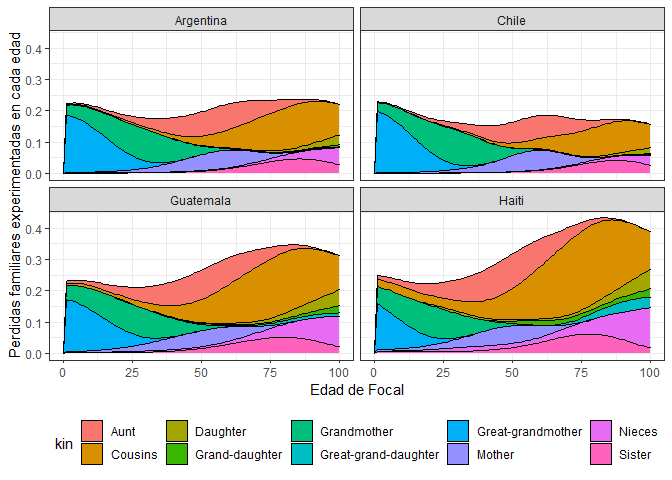 Argentina
Chile
Guatemala
Haiti
Perdidas familiares experimentadas en cada edad
0.4
0.3
0.2
0.1
0.0
0.4
0.3
0.2
0.1
0.0
0 25 50 75 100
0 25 50 75 100
Edad de Focal
kin
Aunt
Cousins
Daughter
Grand-daughter
Grandmother
Great-grand-daughter
Great-grandmother
Mother
Nieces
Sister